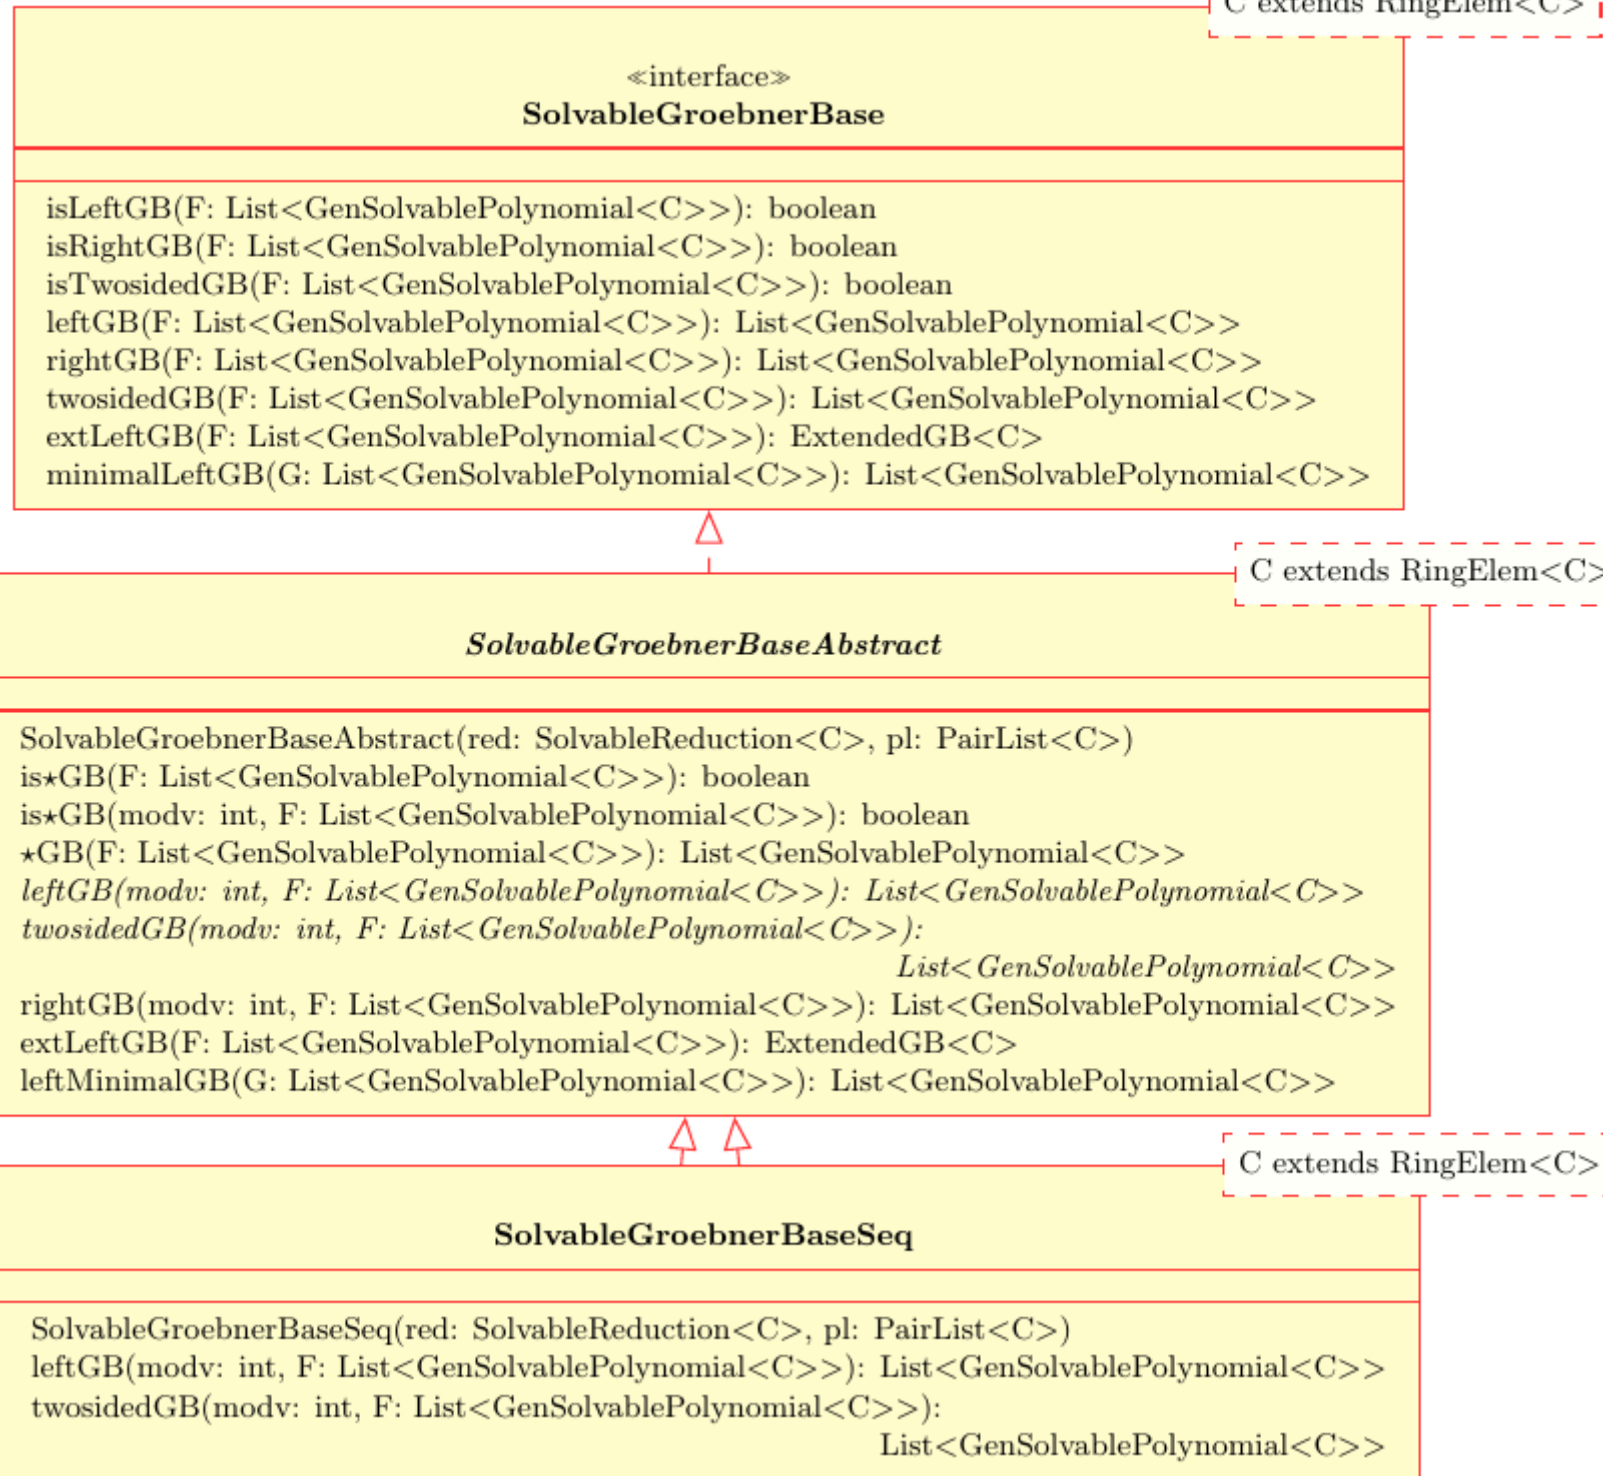 C extends RingElem<C>
≪interface≫
SolvableGroebnerBase
isLeftGB(F: List<GenSolvablePolynomial<C>>): boolean
isRightGB(F: List<GenSolvablePolynomial<C>>): boolean
isTwosidedGB(F: List<GenSolvablePolynomial<C>>): boolean
leftGB(F: List<GenSolvablePolynomial<C>>): List<GenSolvablePolynomial<C>>
rightGB(F: List<GenSolvablePolynomial<C>>): List<GenSolvablePolynomial<C>>
twosidedGB(F: List<GenSolvablePolynomial<C>>): List<GenSolvablePolynomial<C>>
extLeftGB(F: List<GenSolvablePolynomial<C>>): ExtendedGB<C>
minimalLeftGB(G: List<GenSolvablePolynomial<C>>): List<GenSolvablePolynomial<C>>
C extends RingElem<C>
SolvableGroebnerBaseAbstract
SolvableGroebnerBaseAbstract(red: SolvableReduction<C>, pl: PairList<C>)
is⋆GB(F: List<GenSolvablePolynomial<C>>): boolean
is⋆GB(modv: int, F: List<GenSolvablePolynomial<C>>): boolean
⋆GB(F: List<GenSolvablePolynomial<C>>): List<GenSolvablePolynomial<C>>
leftGB(modv: int, F: List<GenSolvablePolynomial<C>>): List<GenSolvablePolynomial<C>>
twosidedGB(modv: int, F: List<GenSolvablePolynomial<C>>):
List<GenSolvablePolynomial<C>>
rightGB(modv: int, F: List<GenSolvablePolynomial<C>>): List<GenSolvablePolynomial<C>>
extLeftGB(F: List<GenSolvablePolynomial<C>>): ExtendedGB<C>
leftMinimalGB(G: List<GenSolvablePolynomial<C>>): List<GenSolvablePolynomial<C>>
C extends RingElem<C>
SolvableGroebnerBaseSeq
SolvableGroebnerBaseSeq(red: SolvableReduction<C>, pl: PairList<C>)
leftGB(modv: int, F: List<GenSolvablePolynomial<C>>): List<GenSolvablePolynomial<C>>
twosidedGB(modv: int, F: List<GenSolvablePolynomial<C>>):
List<GenSolvablePolynomial<C>>